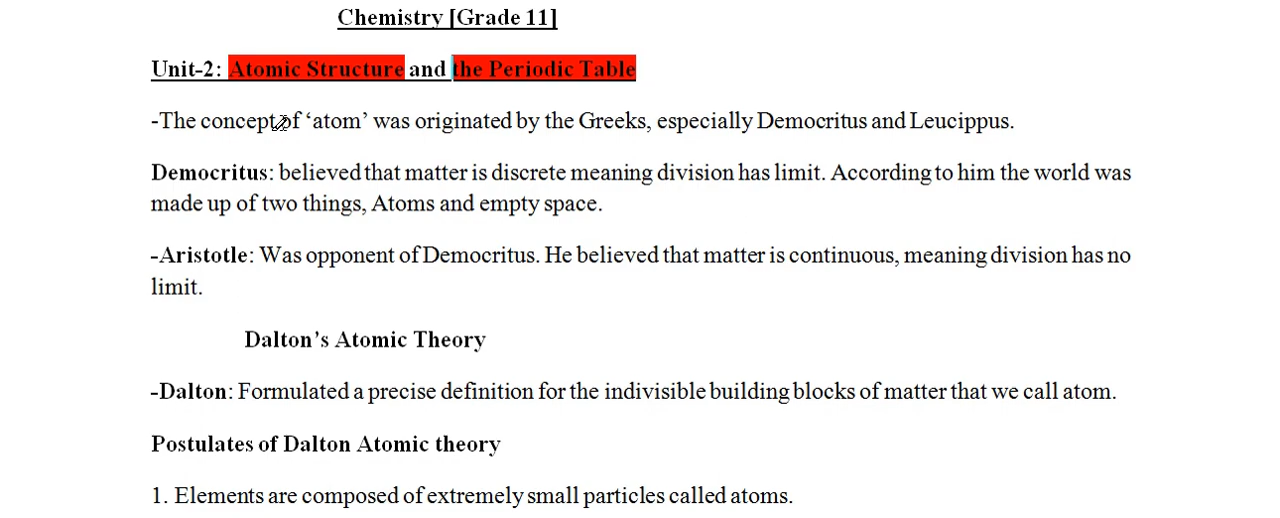 Chemistry [Grade 11]
Unit-2: Atomic Structure and the Periodic Table
-The concept of ‘atom’ was originated by the Greeks, especially Democritus and Leucippus.
Democritus: believed that matter is discrete meaning division has limit. According to him the world was
made up of two things, Atoms and empty space.
-Aristotle: Was opponent of Democritus. He believed that matter is continuous, meaning division has no
limit.
Dalton’s Atomic Theory
-Dalton: Formulated a precise definition for the indivisible building blocks of matter that we call atom.
Postulates of Dalton Atomic theory
1. Elements are composed of extremely small particles called atoms.